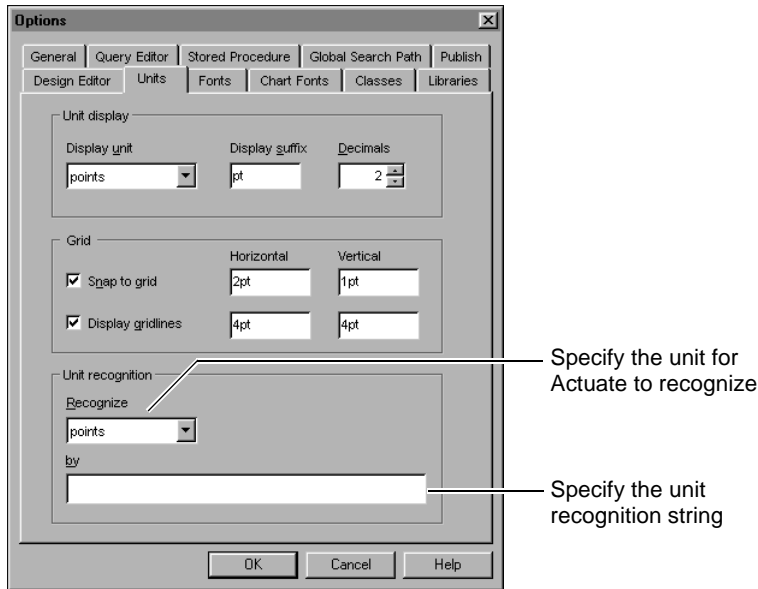 Options
General Query Editor Stored Procedure Global Search Path Publish
Design Editor Units Fonts Chart Fonts Classes Libraries
Unit display
Display unit Display suffix Decimals
points pt 2
Grid
Horizontal Vertical
Snap to grid 2pt 1pt
Display gridlines 4pt 4pt
Specify the unit for
Actuate to recognize
Unit recognition
Recognize
points
by
Specify the unit
recognition string
OK Cancel Help